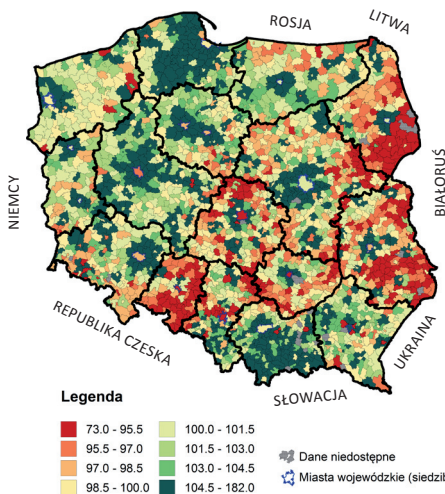 ROSJA
LITWA
NIEMCY
BIAŁORUŚ
REPUBLIKA CZESKA
SŁOWACJA
UKRAINA
Legenda
73.0 - 95.5
95.5 - 97.0
97.0 - 98.5
98.5 - 100.0
100.0 - 101.5
101.5 - 103.0
103.0 - 104.5
104.5 - 182.0
Dane niedostępne
Miasta wojewódzkie (siedzib